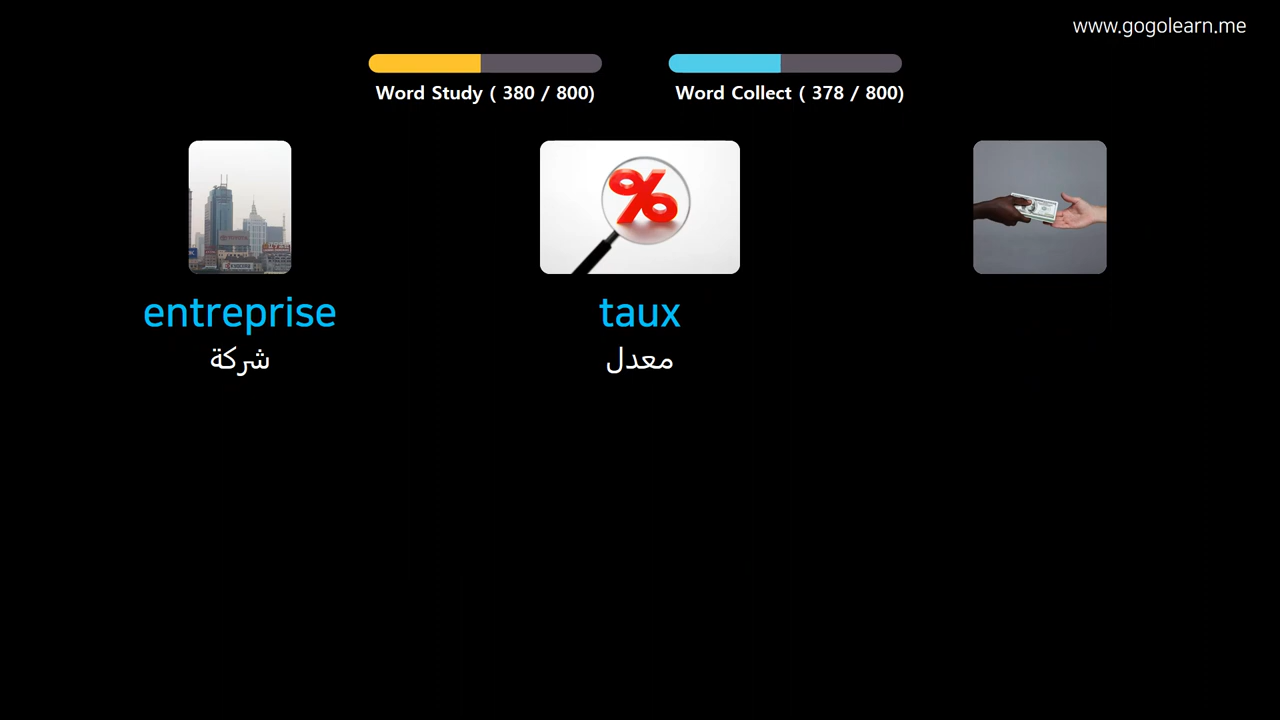 www.gogolearn.me
Word Study ( 380 / 800)
Word Collect ( 378 / 800)
entreprise
taux
شركة
معدل